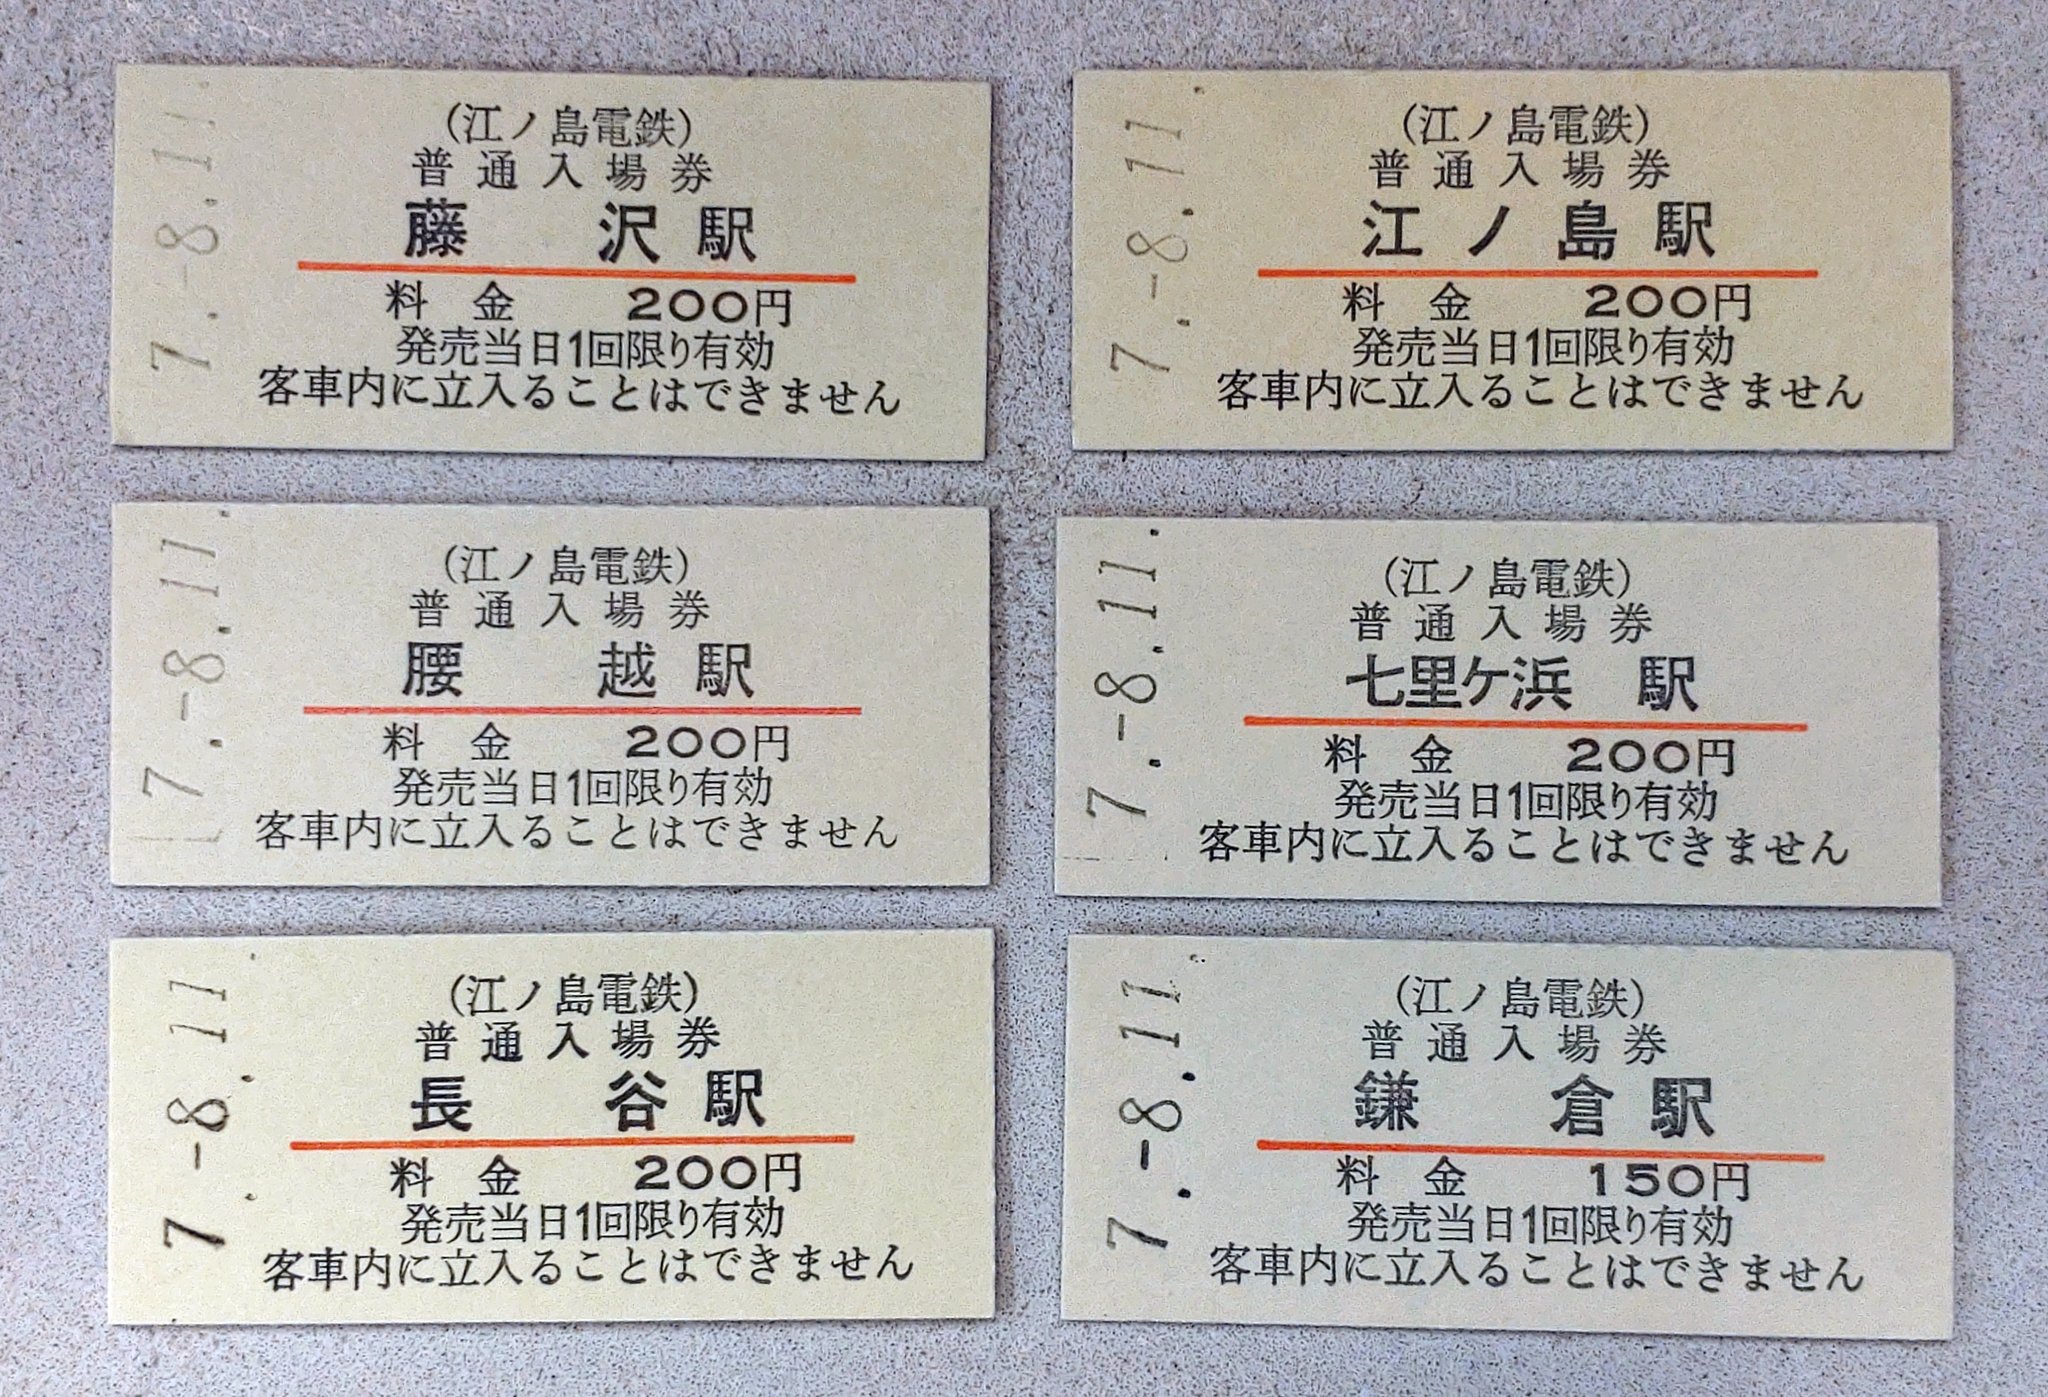 7.-8.11.
(江ノ島電鉄)
普通入場券
藤沢駅
料金 200円
発売当日1回限り有効
客車内に立入ることはできません
7.-8.11.
(江ノ島電鉄)
普通入場券
江ノ島駅
料金 200円
発売当日1回限り有効
客車内に立入ることはできません
7.-8.11.
(江ノ島電鉄)
普通入場券
腰越駅
料金 200円
発売当日1回限り有効
客車内に立入ることはできません
7.-8.11.
(江ノ島電鉄)
普通入場券
七里ケ浜 駅
料金 200円
発売当日1回限り有効
客車内に立入ることはできません
7.-8.11.
(江ノ島電鉄)
普通入場券
長谷駅
料金 200円
発売当日1回限り有効
客車内に立入ることはできません
7.-8.11.
(江ノ島電鉄)
普通入場券
鎌倉駅
料金 150円
発売当日1回限り有効
客車内に立入ることはできません